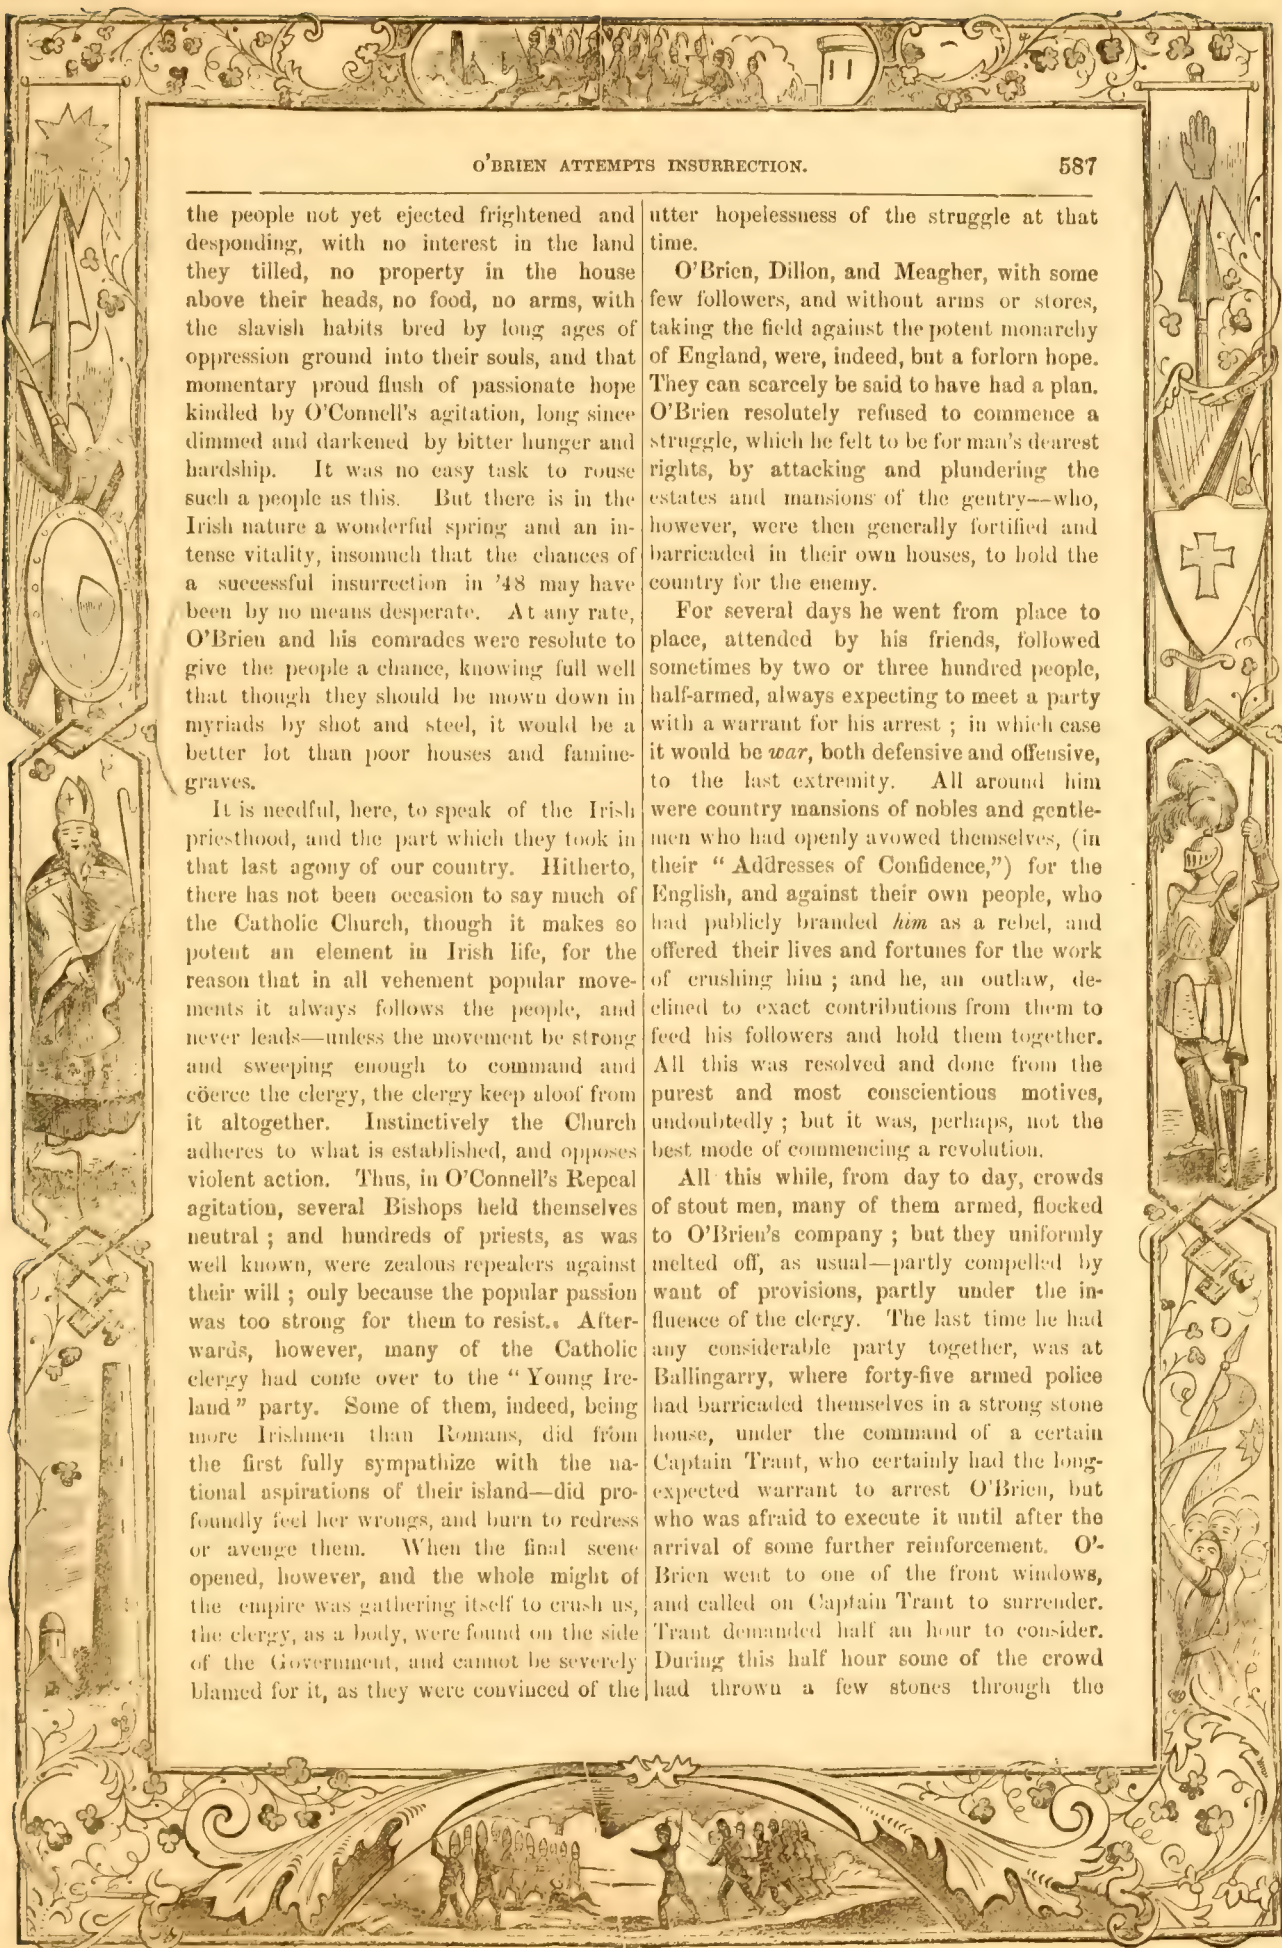 O'BRIEN ATTEMPTS INSURRECTION.
587
the people not yet ejected frightened and
desponding, with no interest in the land
they tilled, no property in the house
above their heads, no food, no arms, with
the slavish habits bred by long ages of
oppression ground into their souls, and that
momentary proud flush of passionate hope
kindled by O'Connell's agitation, long since
dimmed and darkened by bitter hunger and
hardship. It was no easy task to rouse
such a people as this. But there is in the
Irish nature a wonderful spring and an in-
tense vitality, insomuch that the chances of
a successful insurrection in '48 may have
been by no means desperate. At any rate,
O'Brien and his comrades were resolute to
give the people a chance, knowing full well
that though they should be mown down in
myriads by shot and steel, it would be a
better lot than poor houses and famine-
graves.
It is needful, here, to speak of the Irish
priesthood, and the part which they took in
that last agony of our country. Hitherto,
there has not been occasion to say much of
the Catholic Church, though it makes so
potent an element in Irish life, for the
reason that in all vehement popular move-
ments it always follows the people, and
never leads—unless the movement be strong
and sweeping enough to command and
cöerce the clergy, the clergy keep aloof from
it altogether. Instinctively the Church
adheres to what is established, and opposes
violent action. Thus, in O'Connell's Repeal
agitation, several Bishops held themselves
neutral ; and hundreds of priests, as was
well known, were zealous repealers against
their will ; only because the popular passion
was too strong for them to resist.. After-
wards, however, many of the Catholic
clergy had come over to the " Young Ire-
land " party. Some of them, indeed, being
more Irishmen than Romans, did from
the first fully sympathize with the na-
tional aspirations of their island—did pro-
foundly feel her wrongs, and burn to redress
or avenge them. When the final scene
opened, however, and the whole might of
the empire was gathering itself to crush us,
the clergy, as a body, were found on the side
of the Government, and cannot be severely
blamed for it, as they were convinced of the
utter hopelessness of the struggle at that
time.
O'Brien, Dillon, and Meagher, with some
few followers, and without arms or stores,
taking the field against the potent monarchy
of England, were, indeed, but a forlorn hope.
They can scarcely be said to have had a plan.
O'Brien resolutely refused to commence a
struggle, which he felt to be for man's dearest
rights, by attacking and plundering the
estates and mansions of the gentry—who,
however, were then generally fortified and
barricaded in their own houses, to hold the
country for the enemy.
For several days he went from place to
place, attended by his friends, followed
sometimes by two or three hundred people,
half-armed, always expecting to meet a party
with a warrant for his arrest ; in which case
it would be war, both defensive and offensive,
to the last extremity. All around him
were country mansions of nobles and gentle-
men who had openly avowed themselves, (in
their " Addresses of Confidence,") for the
English, and against their own people, who
had publicly branded him as a rebel, and
offered their lives and fortunes for the work
of crushing him ; and he, an outlaw, de-
clined to exact contributions from them to
feed his followers and hold them together.
All this was resolved and done from the
purest and most conscientious motives,
undoubtedly ; but it was, perhaps, not the
best mode of commencing a revolution.
All this while, from day to day, crowds
of stout men, many of them armed, flocked
to O'Brien's company ; but they uniformly
melted off, as usual—partly compelled by
want of provisions, partly under the in-
fluence of the clergy. The last time he had
any considerable party together, was at
Ballingarry, where forty-five armed police
had barricaded themselves in a strong stone
house, under the command of a certain
Captain Trant, who certainly had the long-
expected warrant to arrest O'Brien, but
who was afraid to execute it until after the
arrival of some further reinforcement. O'-
Brien went to one of the front windows,
and called on Captain Trant to surrender.
Trant demanded half an hour to consider.
During this half hour some of the crowd
had thrown a few stones through the